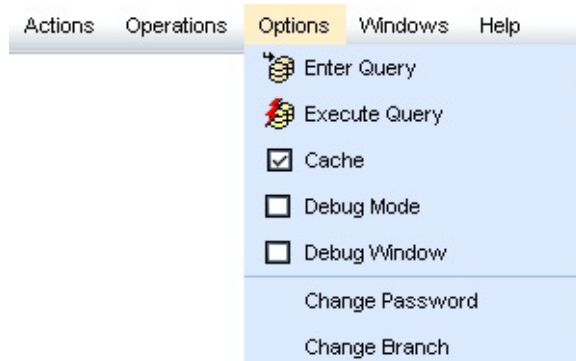 Actions Operations Options Windows Help
Enter Query
Execute Query
Cache
Debug Mode
Debug Window
Change Password
Change Branch